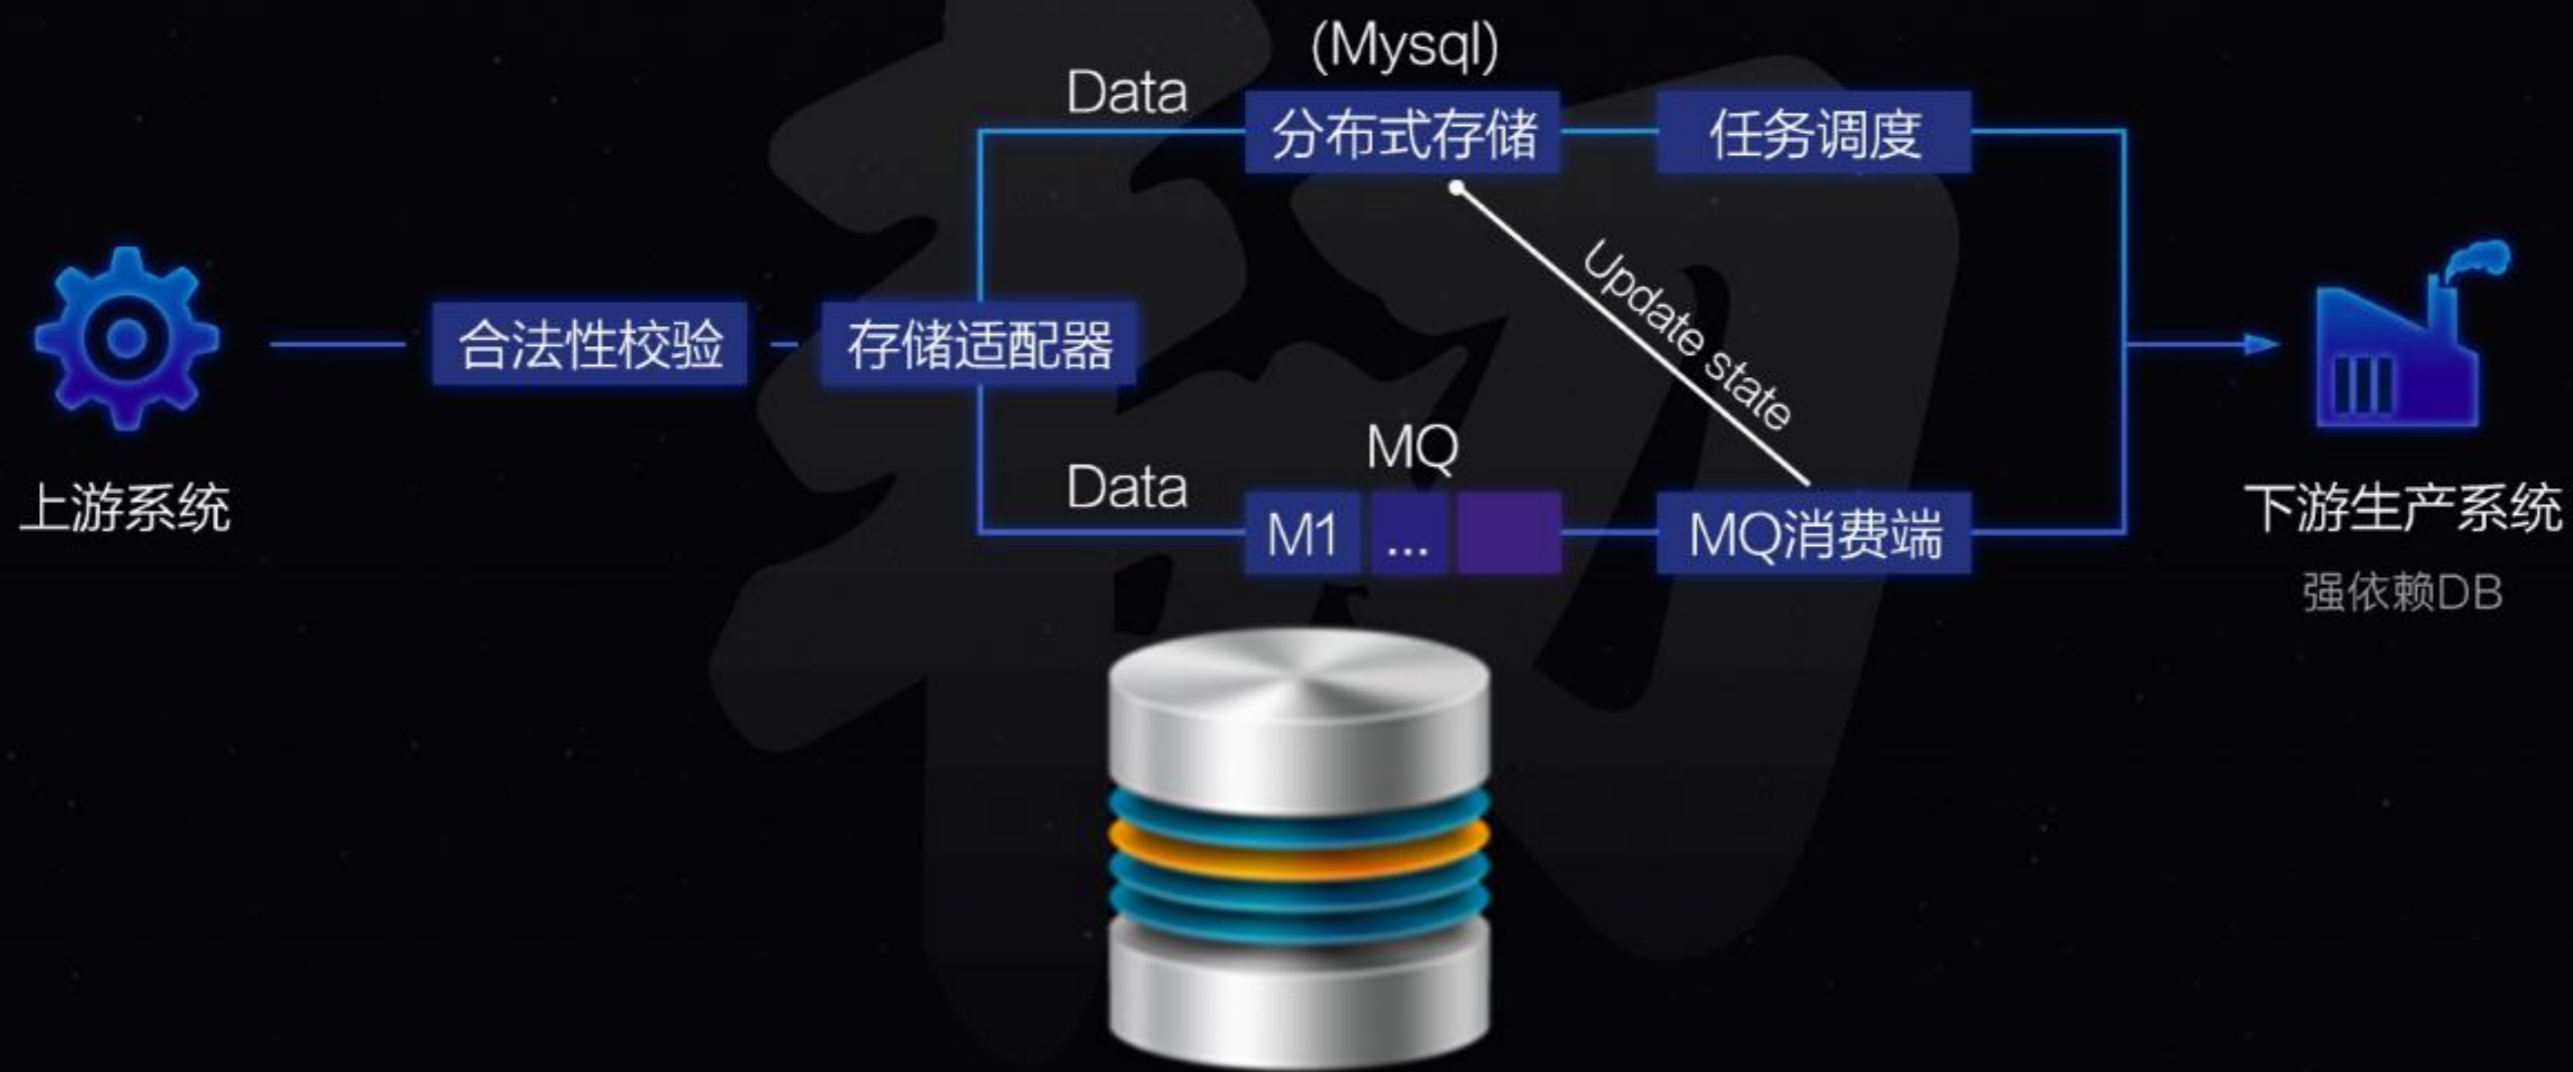 (Mysql)
Data
分布式存储
任务调度
Update state
合法性校验
存储适配器
MQ
Data
M1
...
MQ消费端
上游系统
下游生产系统
强依赖DB